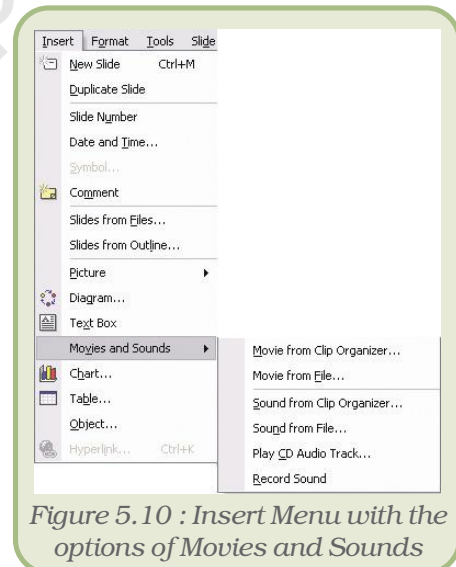 Insert Format Tools Slide
New Slide Ctrl+M
Duplicate Slide
Slide Number
Date and Time...
Symbol...
Comment
Slides from Files...
Slides from Outline...
Picture
Diagram...
Text Box
Movies and Sounds
Chart...
Table...
Object...
Hyperlink... Ctrl+K
Movie from Clip Organizer...
Movie from File...
Sound from Clip Organizer...
Sound from File...
Play CD Audio Track...
Record Sound
Figure 5.10 : Insert Menu with the
options of Movies and Sounds